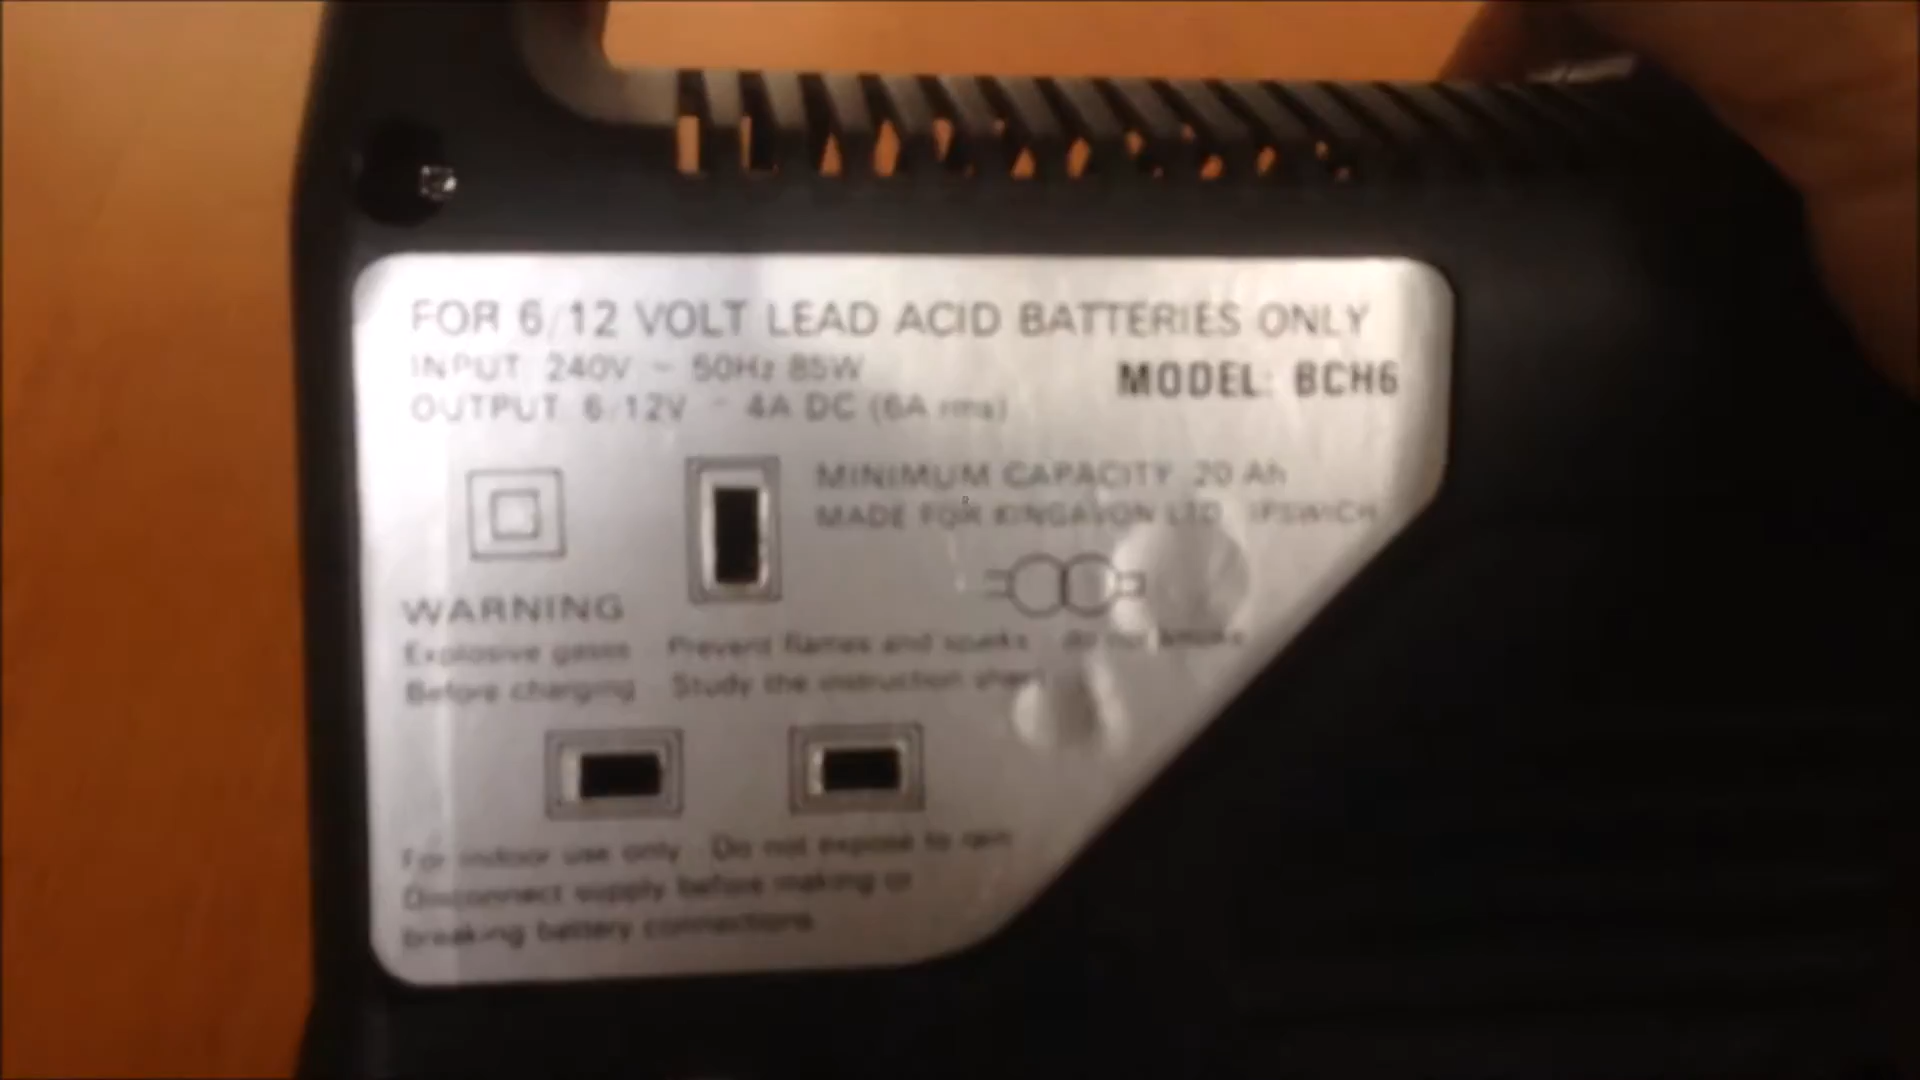 FOR 6/12 VOLT LEAD ACID BATTERIES ONLY
INPUT 240V ~ 50Hz 85W
MODEL: BCH6
OUTPUT 6/12V - 4A DC (6A rms)
MINIMUM CAPACITY 20 Ah
MADE FOR KINGAVON LTD IPSWICH
WARNING
Explosive gases Prevent flames and sparks do not smoke
Before charging Study the instruction sheet
For indoor use only Do not expose to rain
Disconnect supply before making or
breaking battery connections